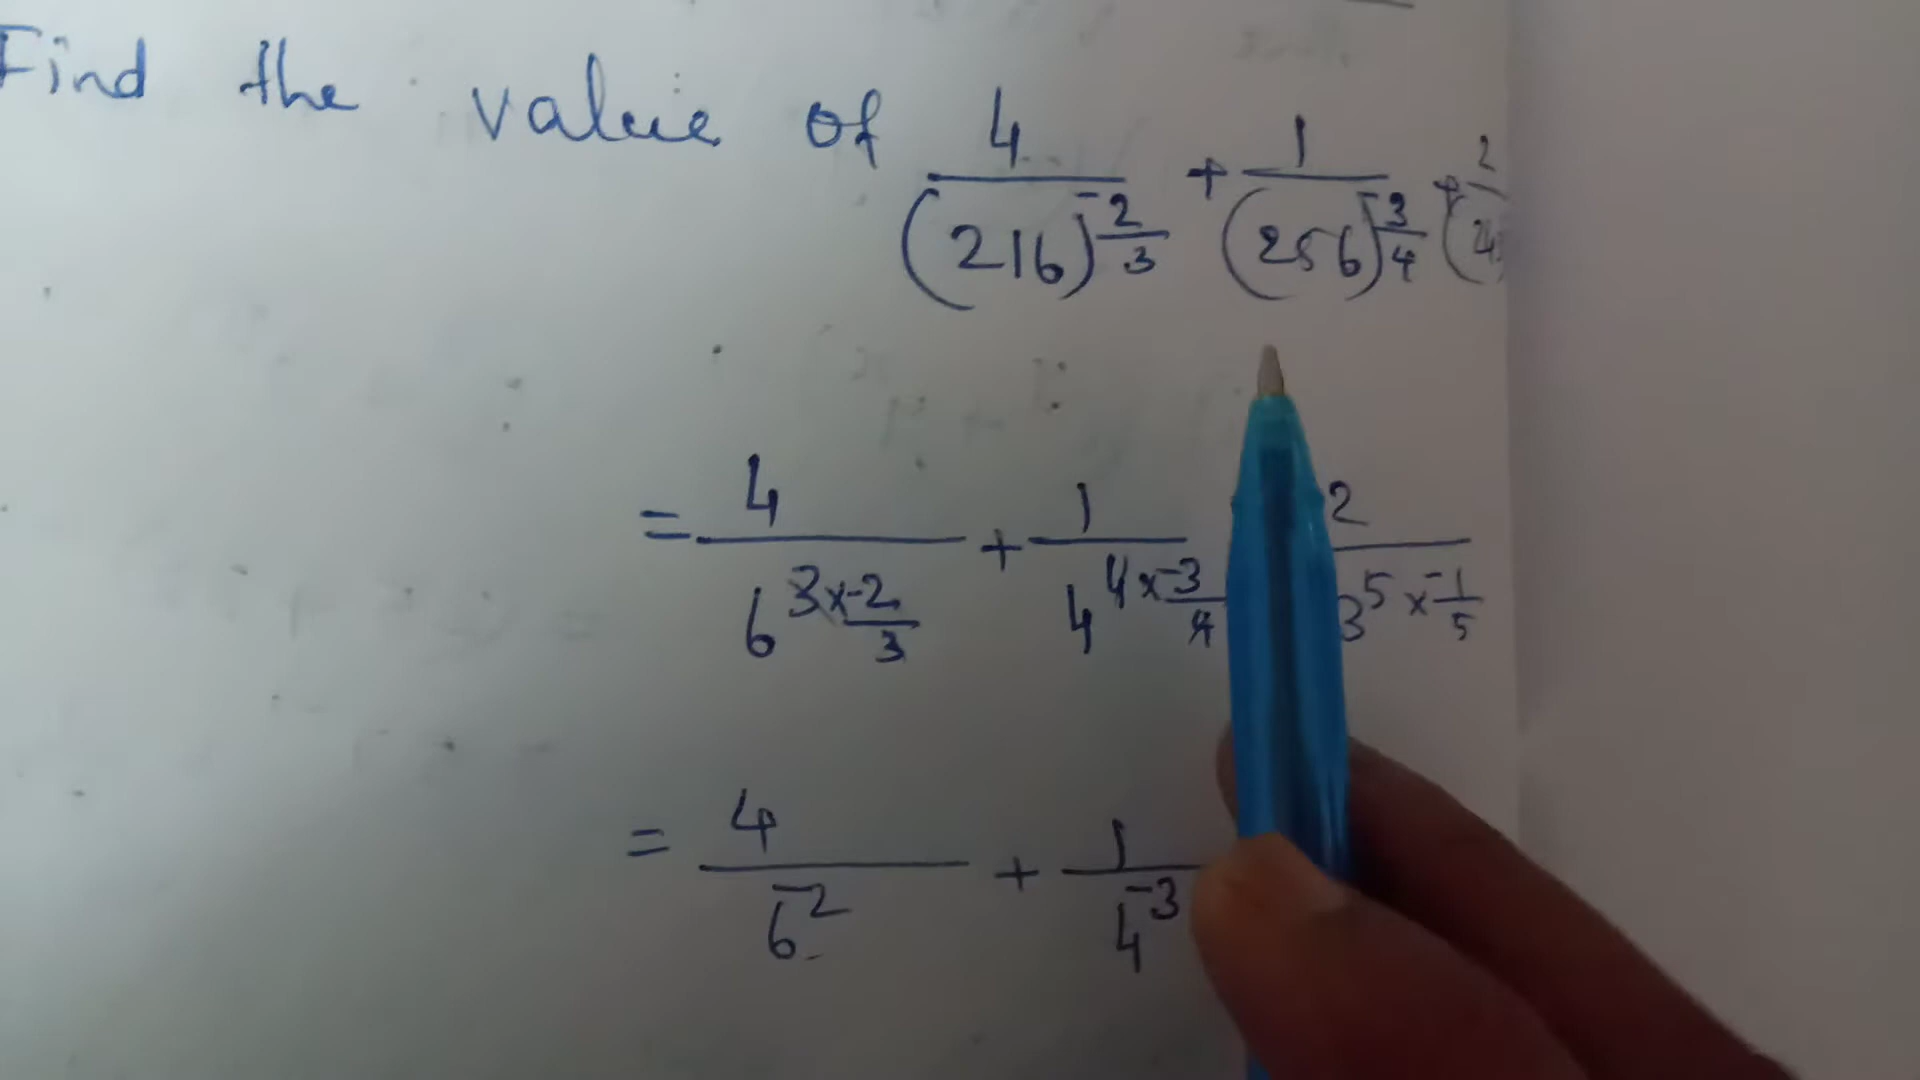 Find the value of 4/(216)^-2/3 + 1/(256)^-3/4 + 2/(24
= 4/6^3×-2/3 + 1/4^4×-3/4 2/3^5×-1/5
= 4/6^-2 + 1/4^-3